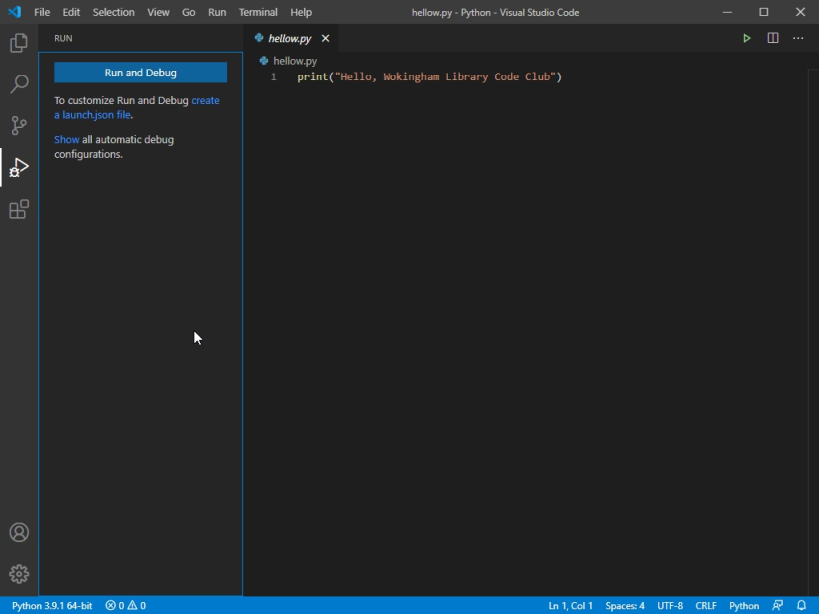 File Edit Selection View Go Run Terminal Help hellow.py - Python - Visual Studio Code
RUN
hellow.py
Run and Debug
To customize Run and Debug create
a launch.json file.
Show all automatic debug
configurations.
hellow.py
1 print("Hello, Wokingham Library Code Club")
Python 3.9.1 64-bit 0 0 Ln 1, Col 1 Spaces: 4 UTF-8 CRLF Python